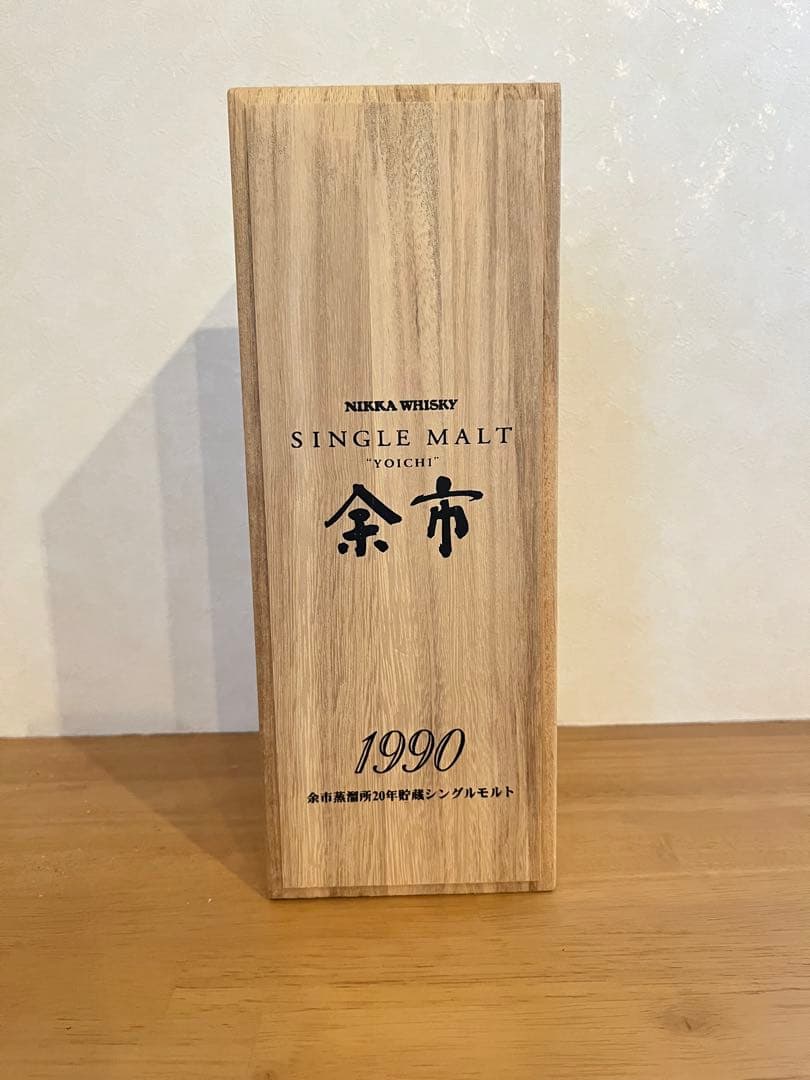 NIKKA WHISKY
SINGLE MALT
"YOICHI"
余市
1990
余市蒸溜所20年貯蔵シングルモルト